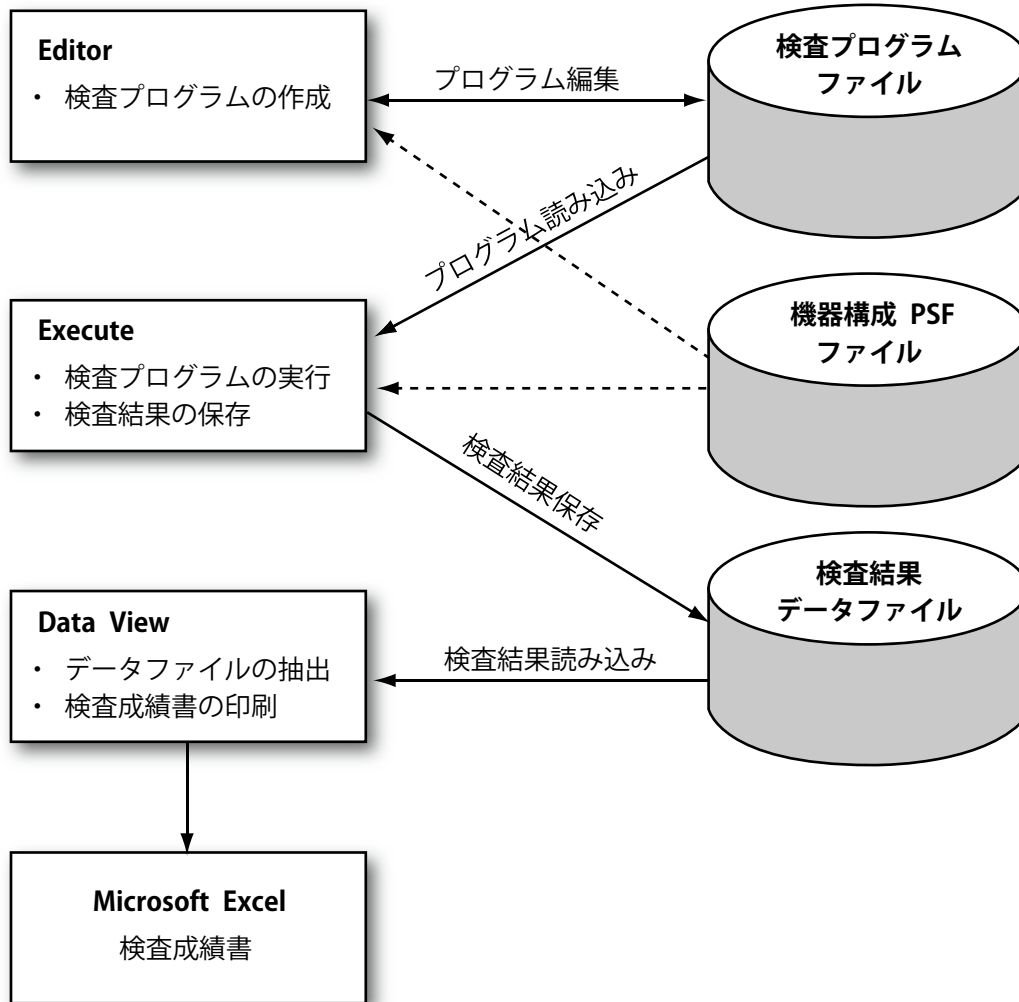 Editor
・ 検査プログラムの作成
プログラム編集
検査プログラム
ファイル
プログラム読み込み
Execute
・ 検査プログラムの実行
・ 検査結果の保存
機器構成 PSF
ファイル
検査結果保存
検査結果
データファイル
Data View
・ データファイルの抽出
・ 検査成績書の印刷
検査結果読み込み
Microsoft Excel
検査成績書